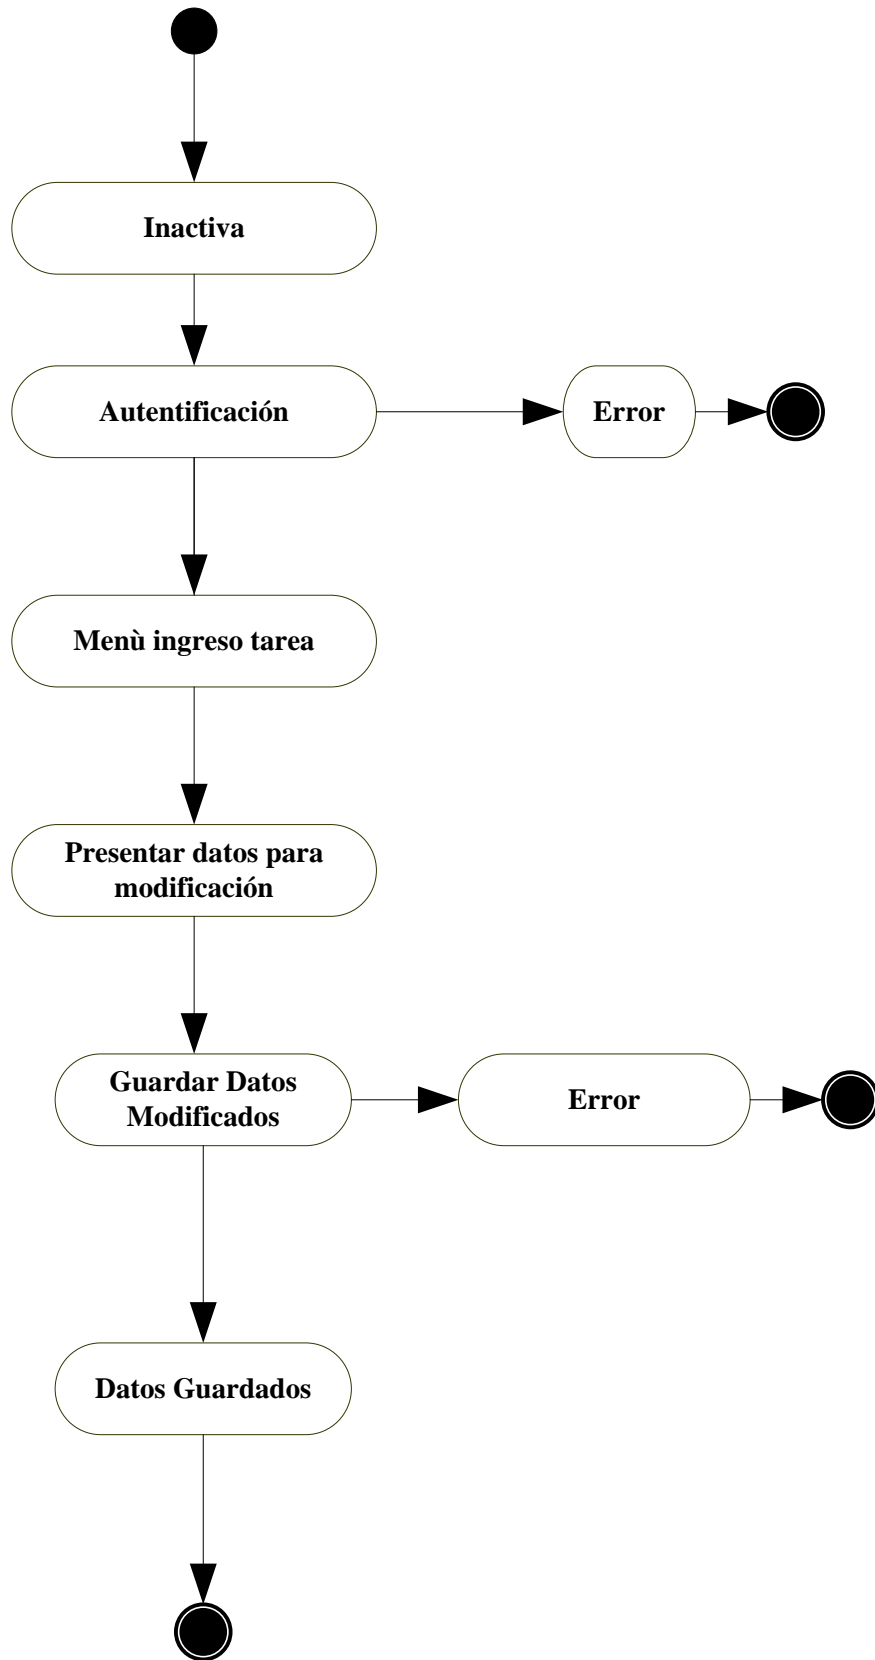 Inactiva
Autentificación
Error
Menù ingreso tarea
Presentar datos para
modificación
Guardar Datos
Modificados
Error
Datos Guardados